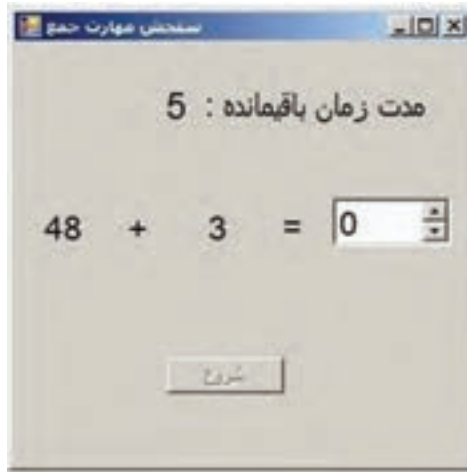 سنجش مهارت جمع
مدت زمان باقیمانده : 5
48 + 3 = 0
شروع